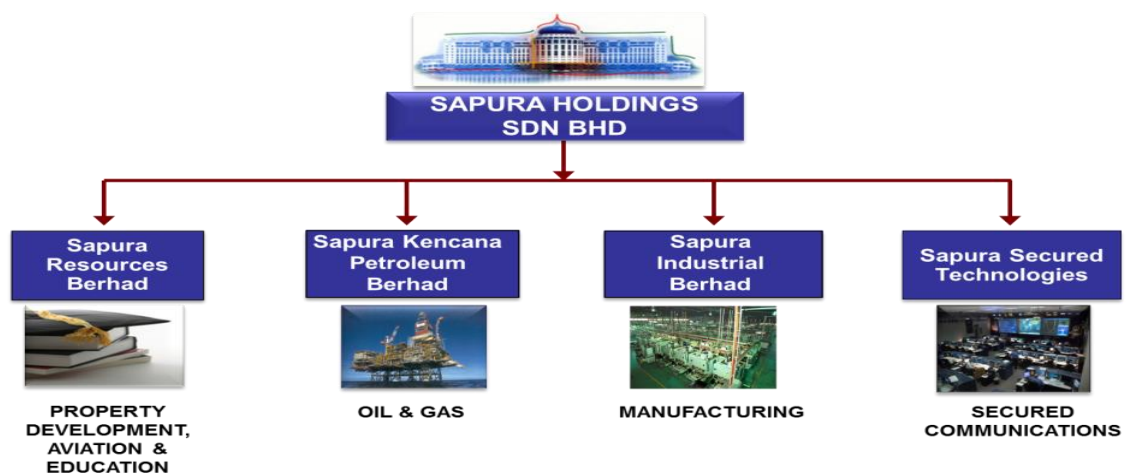 SAPURA HOLDINGS
SDN BHD
Sapura
Resources
Berhad
Sapura Kencana
Petroleum
Berhad
Sapura
Industrial
Berhad
Sapura Secured
Technologies
PROPERTY
DEVELOPMENT,
AVIATION &
EDUCATION
OIL & GAS
MANUFACTURING
SECURED
COMMUNICATIONS